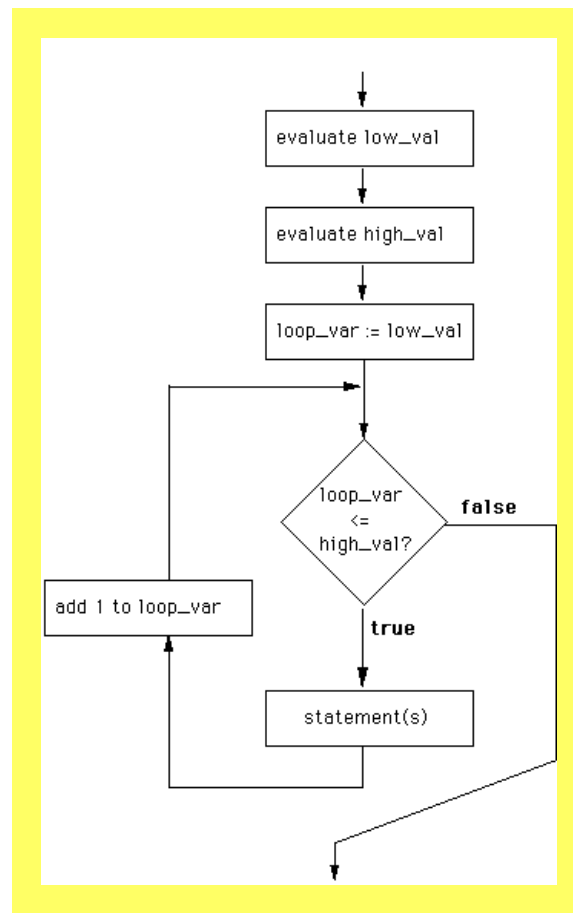 evaluate low_val
evaluate high_val
loop_var := low_val
loop_var
<=
high_val?
false
add 1 to loop_var
true
statement(s)